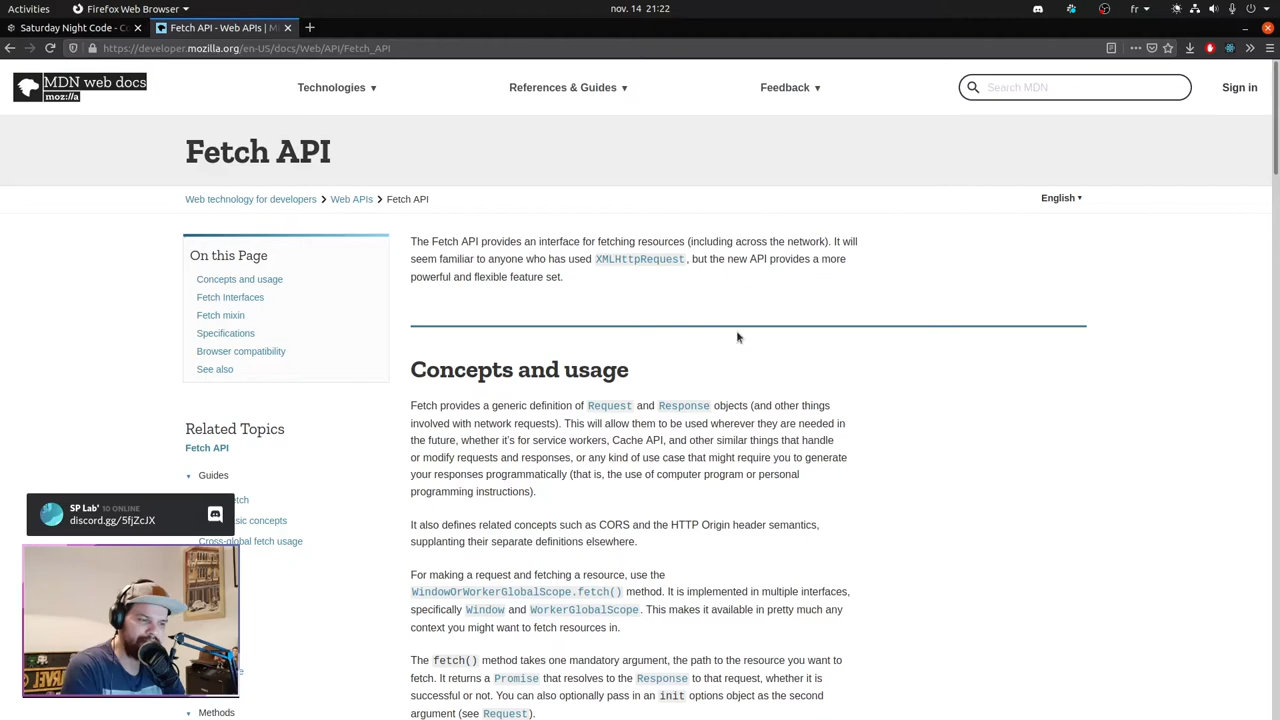 Activities
Firefox Web Browser ▾
nov. 14 21:22
fr ▾
Saturday Night Code - C
Fetch API - Web APIs | M
https://developer.mozilla.org/en-US/docs/Web/API/Fetch_API
MDN web docs
moz://a
Technologies ▾
References & Guides ▾
Feedback ▾
Search MDN
Sign in
Fetch API
Web technology for developers
Web APIs
Fetch API
English ▾
On this Page
Concepts and usage
Fetch Interfaces
Fetch mixin
Specifications
Browser compatibility
See also
Related Topics
Fetch API
Guides
Cross-global fetch usage
Methods
The Fetch API provides an interface for fetching resources (including across the network). It will
seem familiar to anyone who has used XMLHttpRequest, but the new API provides a more
powerful and flexible feature set.
Concepts and usage
Fetch provides a generic definition of Request and Response objects (and other things
involved with network requests). This will allow them to be used wherever they are needed in
the future, whether it's for service workers, Cache API, and other similar things that handle
or modify requests and responses, or any kind of use case that might require you to generate
your responses programmatically (that is, the use of computer program or personal
programming instructions).
It also defines related concepts such as CORS and the HTTP Origin header semantics,
supplanting their separate definitions elsewhere.
For making a request and fetching a resource, use the
WindowOrWorkerGlobalScope.fetch() method. It is implemented in multiple interfaces,
specifically Window and WorkerGlobalScope. This makes it available in pretty much any
context you might want to fetch resources in.
The fetch() method takes one mandatory argument, the path to the resource you want to
fetch. It returns a Promise that resolves to the Response to that request, whether it is
successful or not. You can also optionally pass in an init options object as the second
argument (see Request).
SP Lab' 10 ONLINE
discord.gg/5fjZcJX